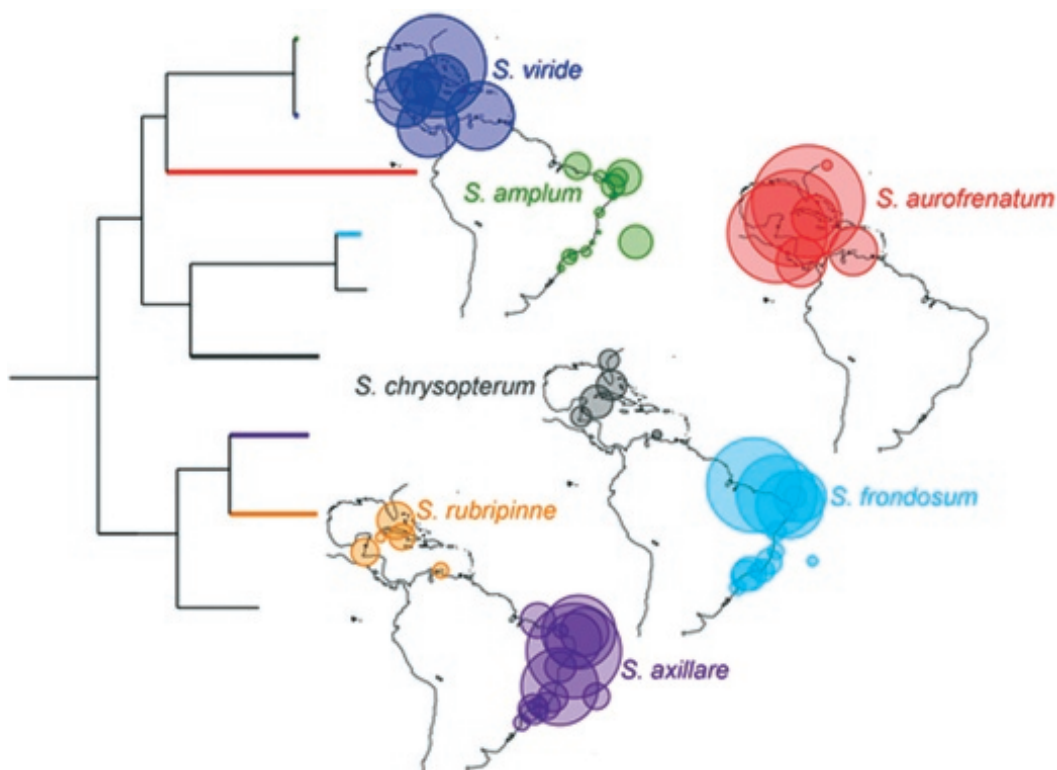 S. viride
S. amplum
S. aurofrenatum
S. chrysopterum
S. frondosum
S. rubripinne
S. axillare